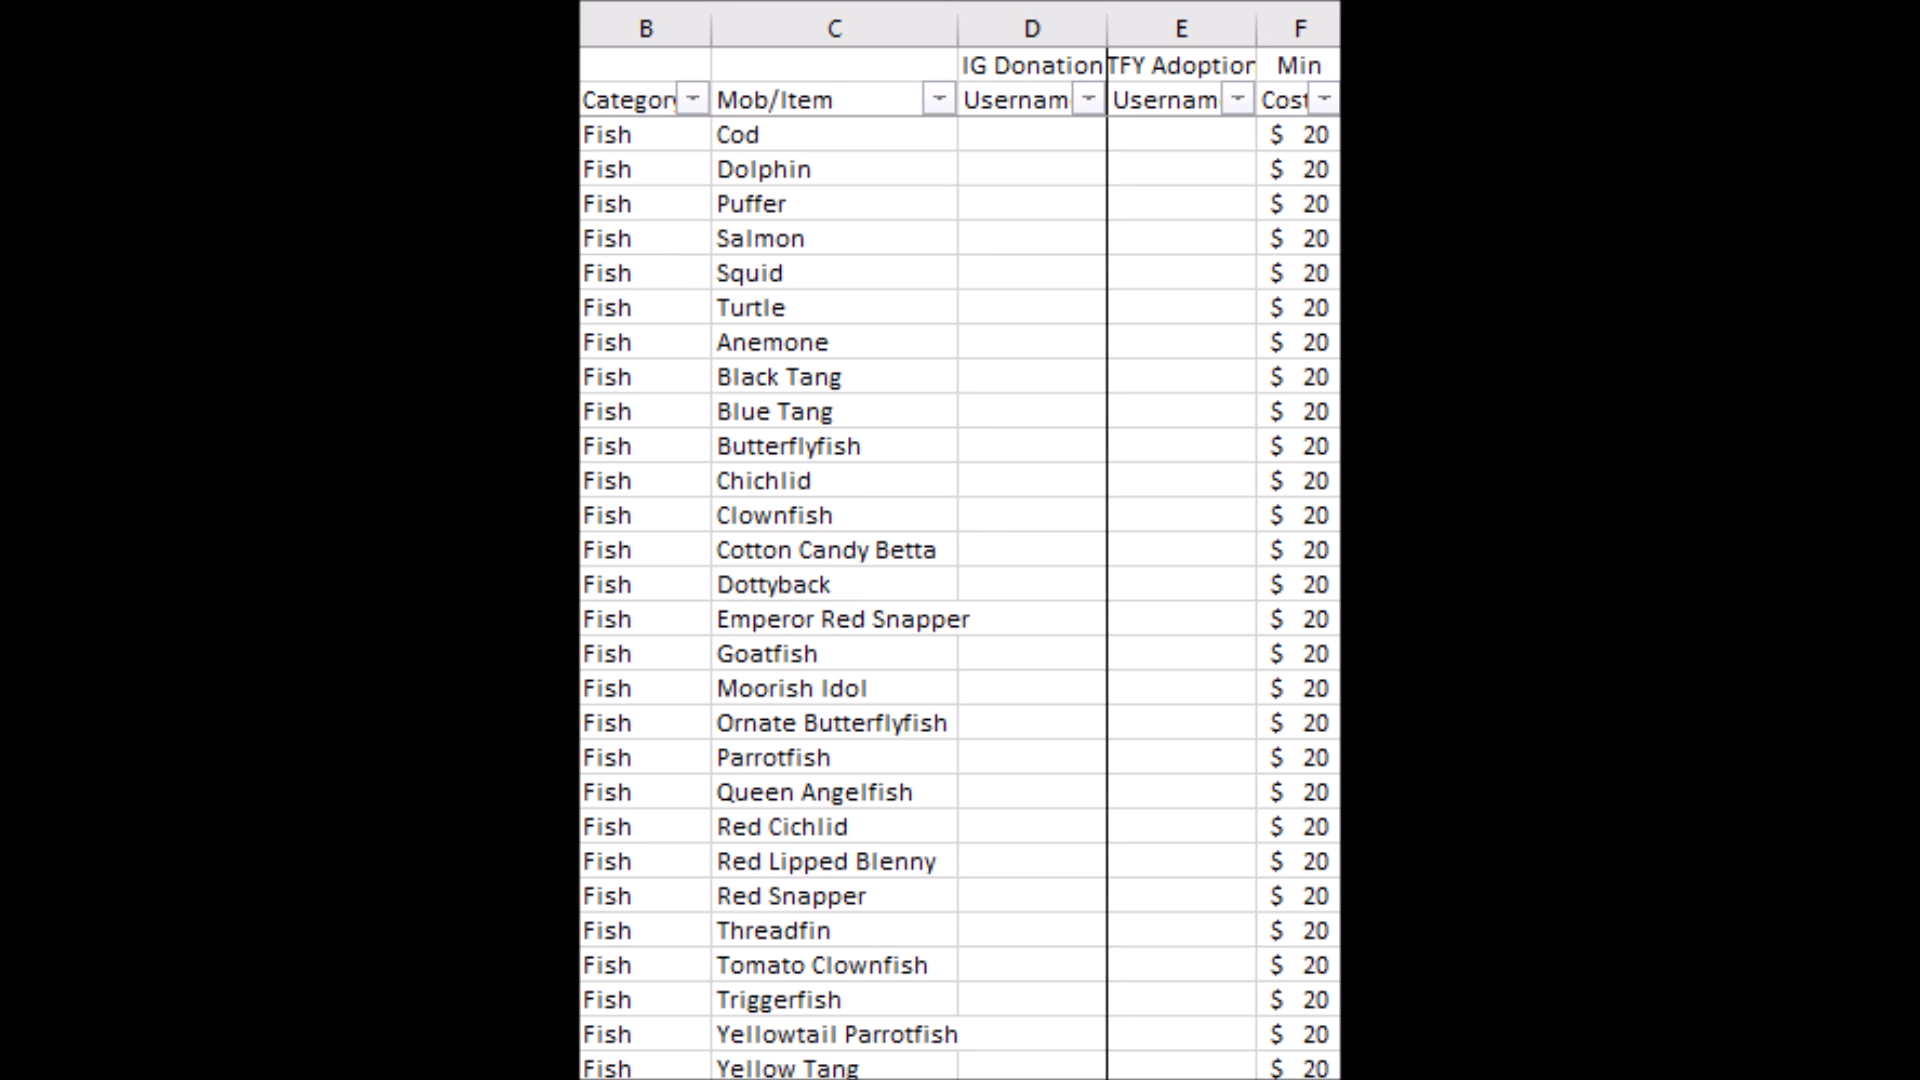 B C D E F
IG Donation TFY Adoption Min
Category Mob/Item Usernam Usernam Cost
Fish Cod $ 20
Fish Dolphin $ 20
Fish Puffer $ 20
Fish Salmon $ 20
Fish Squid $ 20
Fish Turtle $ 20
Fish Anemone $ 20
Fish Black Tang $ 20
Fish Blue Tang $ 20
Fish Butterflyfish $ 20
Fish Chichlid $ 20
Fish Clownfish $ 20
Fish Cotton Candy Betta $ 20
Fish Dottyback $ 20
Fish Emperor Red Snapper $ 20
Fish Goatfish $ 20
Fish Moorish Idol $ 20
Fish Ornate Butterflyfish $ 20
Fish Parrotfish $ 20
Fish Queen Angelfish $ 20
Fish Red Cichlid $ 20
Fish Red Lipped Blenny $ 20
Fish Red Snapper $ 20
Fish Threadfin $ 20
Fish Tomato Clownfish $ 20
Fish Triggerfish $ 20
Fish Yellowtail Parrotfish $ 20
Fish Yellow Tang $ 20